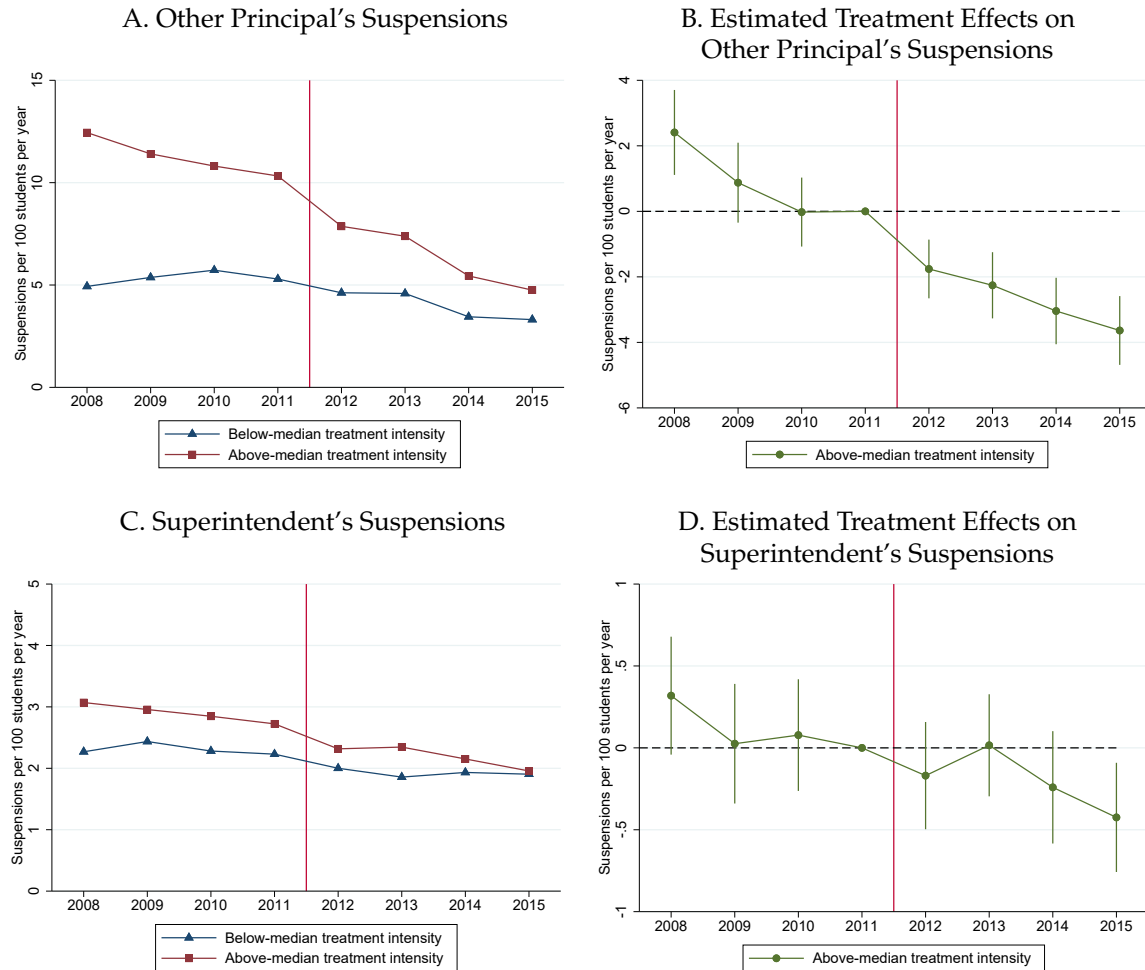 A. Other Principal's Suspensions
Suspensions per 100 students per year
15
10
5
0
2008 2009 2010 2011 2012 2013 2014 2015
Below-median treatment intensity
Above-median treatment intensity
B. Estimated Treatment Effects on
Other Principal's Suspensions
Suspensions per 100 students per year
4
2
0
-2
-4
-6
2008 2009 2010 2011 2012 2013 2014 2015
Above-median treatment intensity
C. Superintendent's Suspensions
Suspensions per 100 students per year
5
4
3
2
1
0
2008 2009 2010 2011 2012 2013 2014 2015
Below-median treatment intensity
Above-median treatment intensity
D. Estimated Treatment Effects on
Superintendent's Suspensions
Suspensions per 100 students per year
1
.5
0
-.5
-1
2008 2009 2010 2011 2012 2013 2014 2015
Above-median treatment intensity